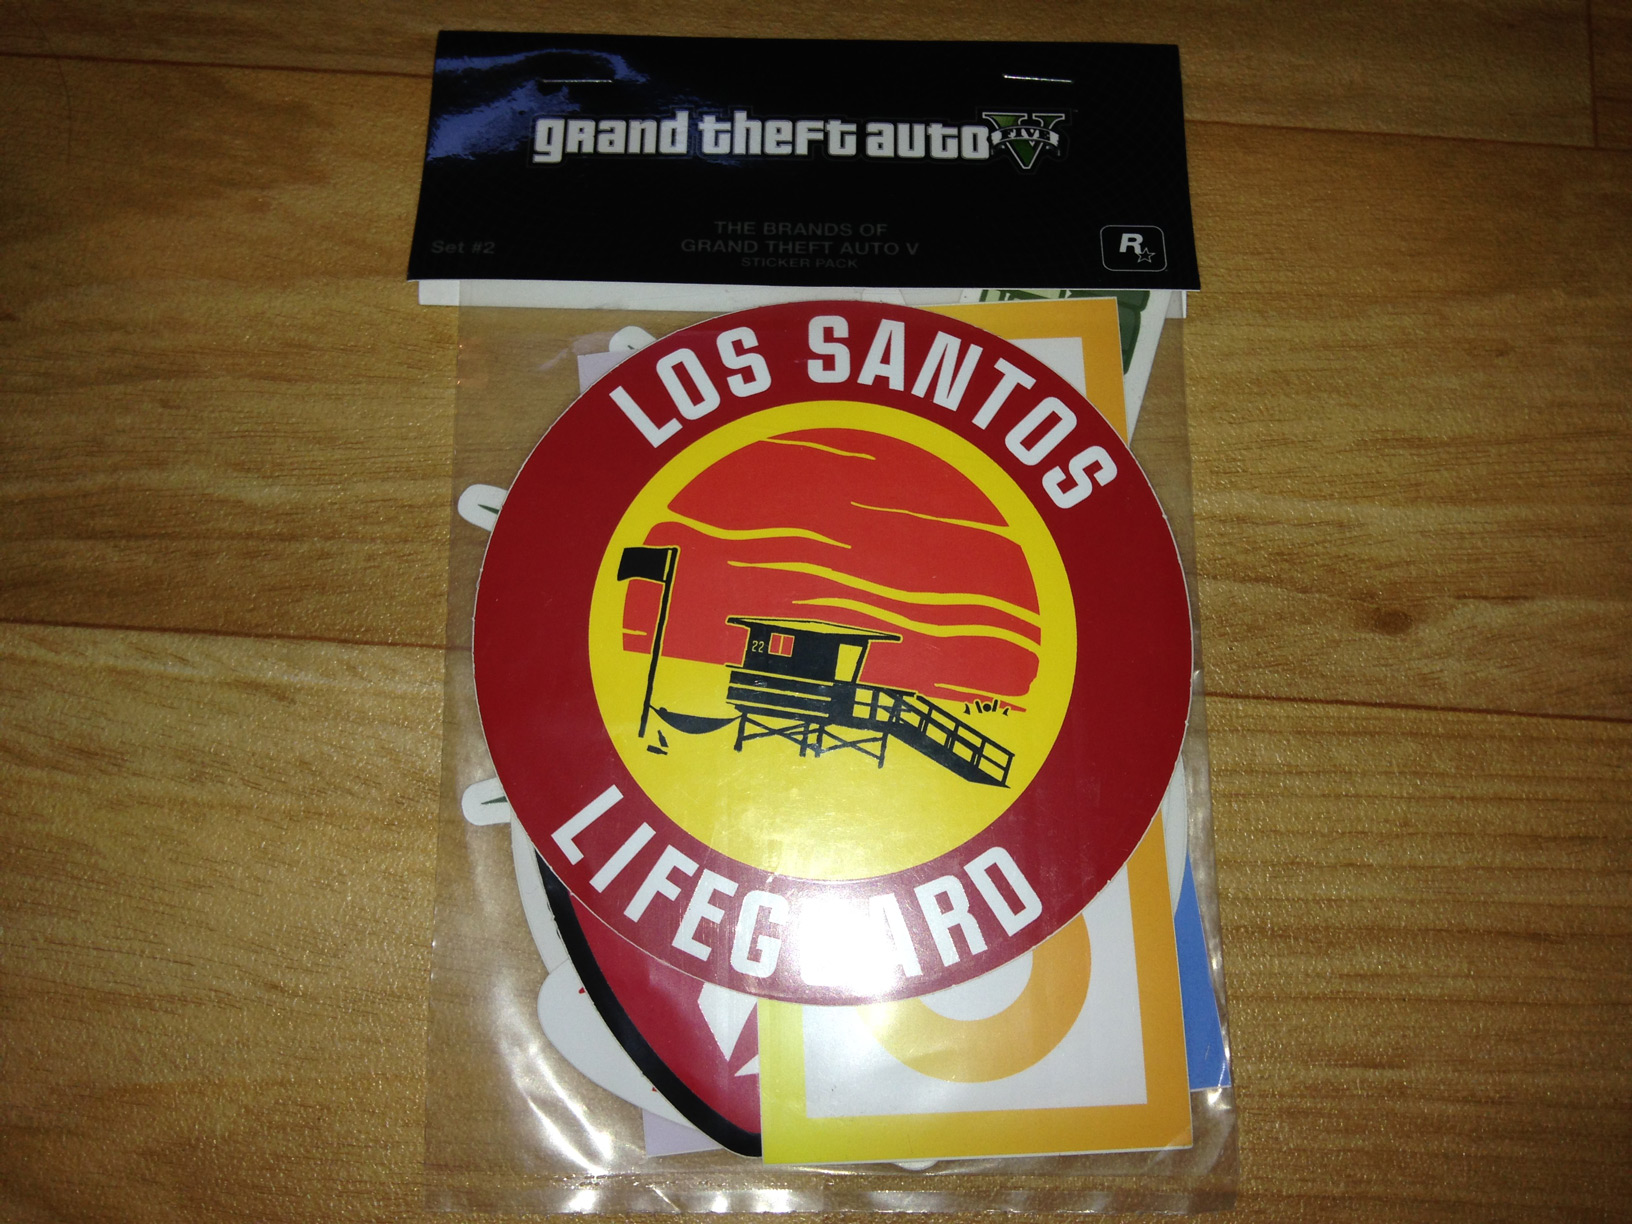 grand theft auto V
FIVE
THE BRANDS OF
GRAND THEFT AUTO V
STICKER PACK
Set #2
R
LOS SANTOS
22
LIFEGUARD